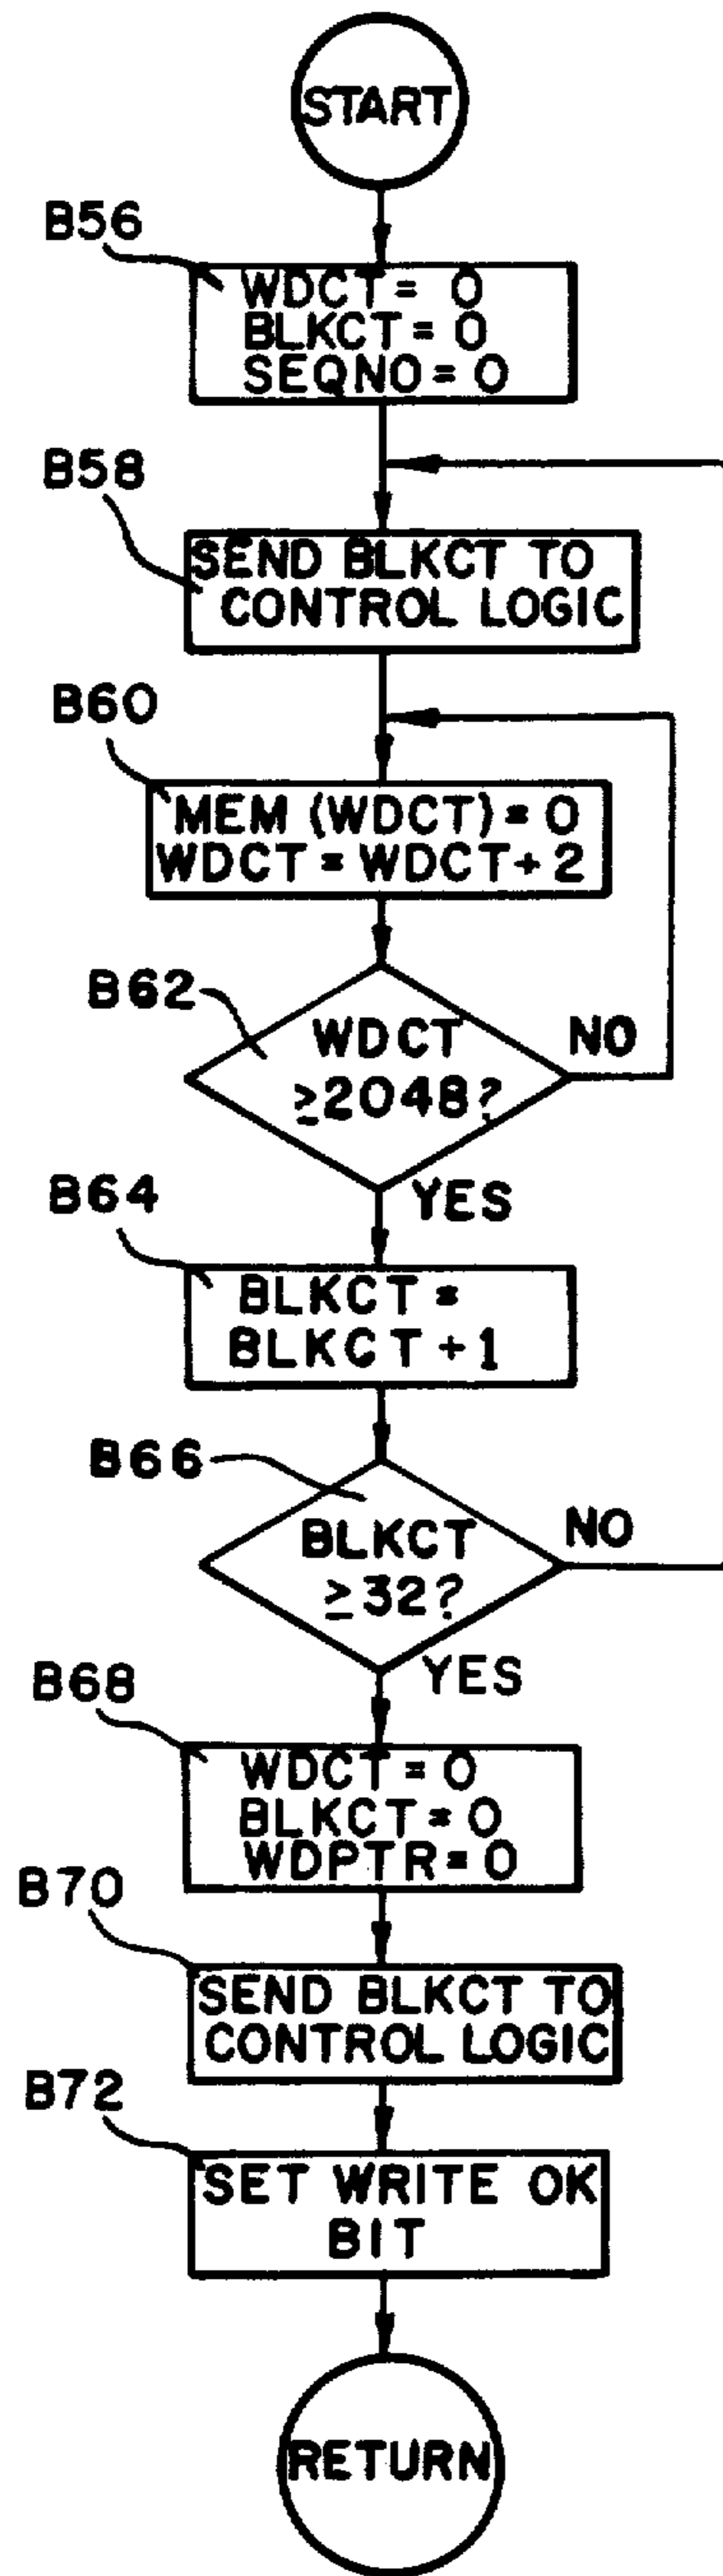 START
B56
WDCT = 0
BLKCT = 0
SEQNO = 0
B58
SEND BLKCT TO
CONTROL LOGIC
B60
MEM (WDCT) = 0
WDCT = WDCT + 2
B62
WDCT
≥2048?
NO
YES
B64
BLKCT =
BLKCT + 1
B66
BLKCT
≥32?
NO
YES
B68
WDCT = 0
BLKCT = 0
WDPTR = 0
B70
SEND BLKCT TO
CONTROL LOGIC
B72
SET WRITE OK
BIT
RETURN